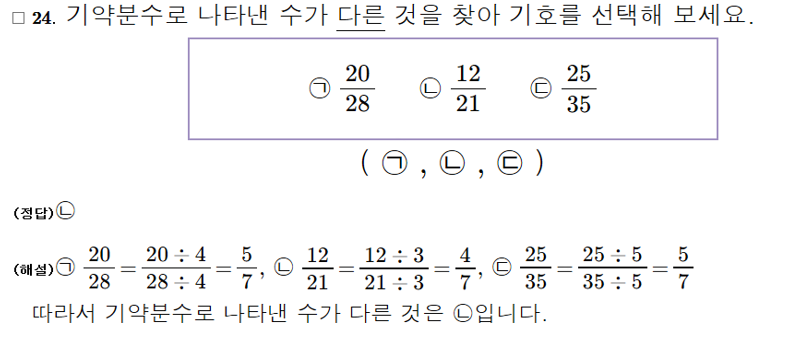 □ 24. 기약분수로 나타낸 수가 다른 것을 찾아 기호를 선택해 보세요.
㉠ 20/28 ㉡ 12/21 ㉢ 25/35
( ㉠ , ㉡ , ㉢ )
(정답)㉡
(해설)㉠ 20/28 = 20÷4/28÷4 = 5/7, ㉡ 12/21 = 12÷3/21÷3 = 4/7, ㉢ 25/35 = 25÷5/35÷5 = 5/7
따라서 기약분수로 나타낸 수가 다른 것은 ㉡입니다.